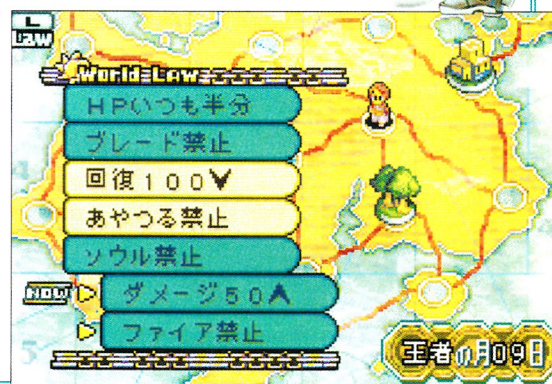 L
Law
World Law
HPいつも半分
ブレード禁止
回復100▼
あやつる禁止
ソウル禁止
NOW ダメージ50▲
ファイア禁止
王者の月09日